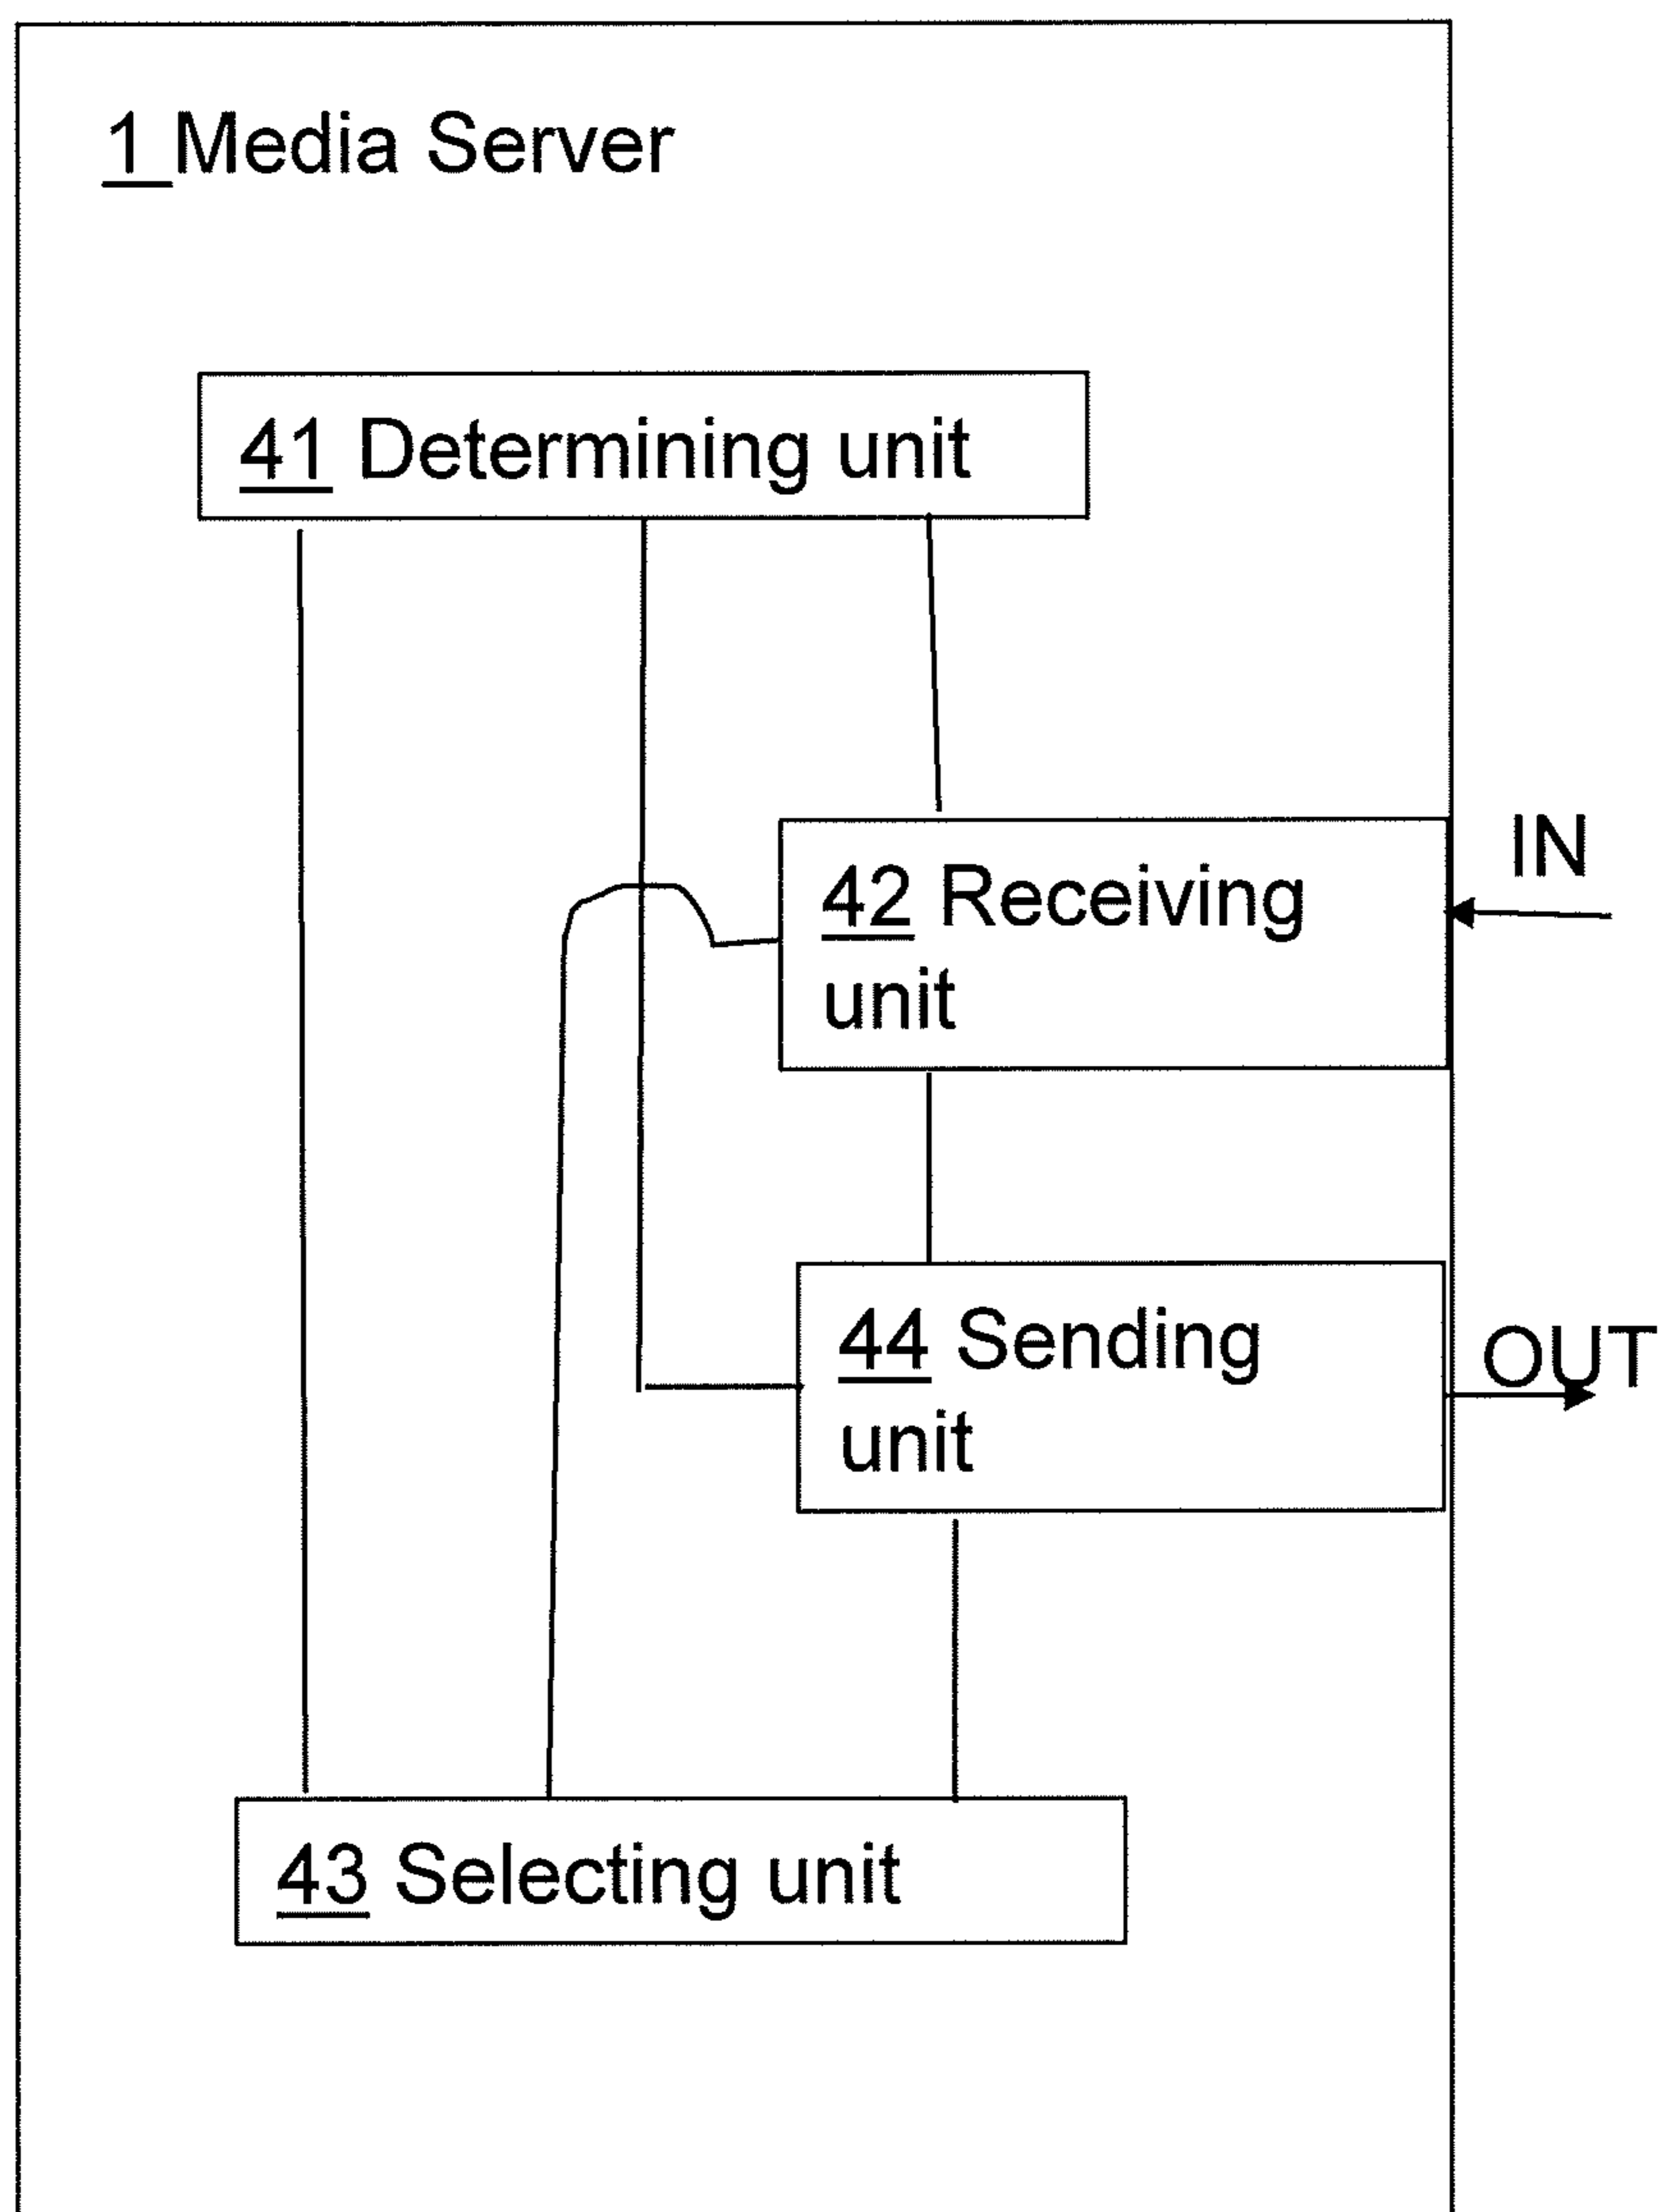 1 Media Server
41 Determining unit
IN
42 Receiving
unit
44 Sending
unit
OUT
43 Selecting unit